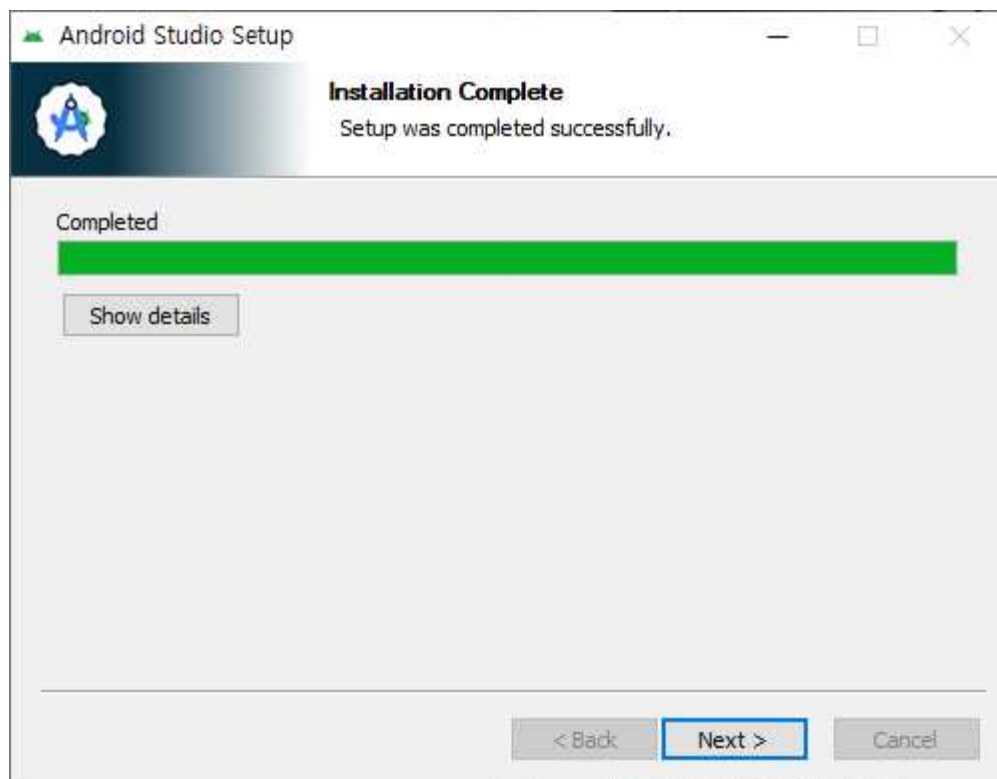 Android Studio Setup
Installation Complete
Setup was completed successfully.
Completed
Show details
< Back Next > Cancel